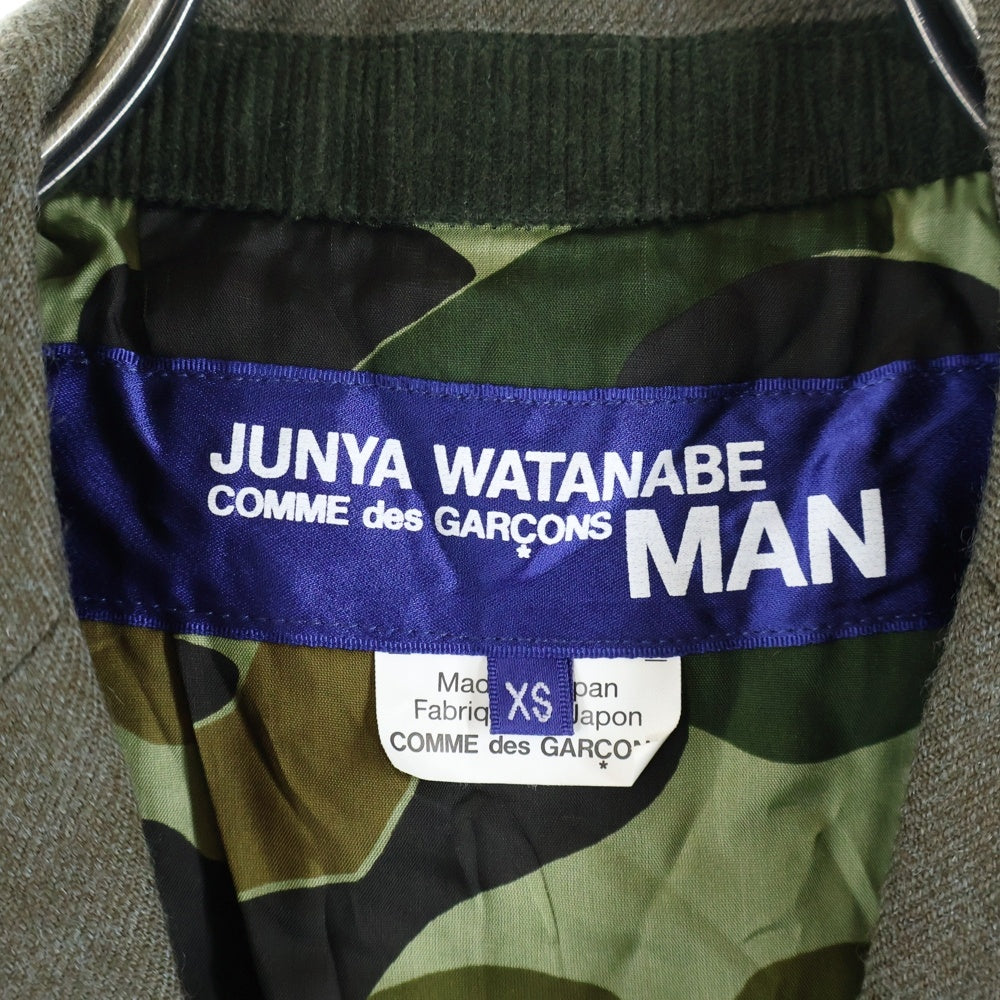 JUNYA WATANABE
COMME des GARÇONS MAN
XS
Japon
COMME des